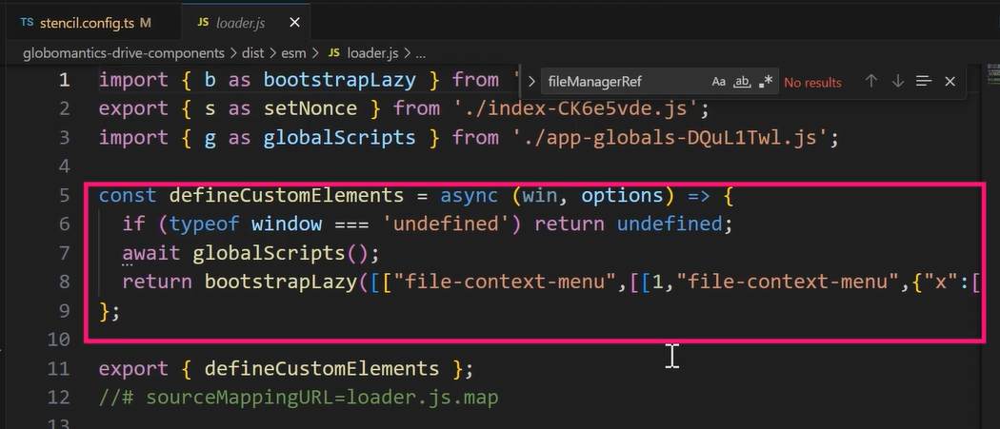 TS stencil.config.ts M
JS loader.js
globomantics-drive-components > dist > esm > JS loader.js > ...
fileManagerRef Aa ab .* No results
1 import { b as bootstrapLazy } from '
2 export { s as setNonce } from './index-CK6e5vde.js';
3 import { g as globalScripts } from './app-globals-DQuL1Twl.js';
4
5 const defineCustomElements = async (win, options) => {
6 if (typeof window === 'undefined') return undefined;
7 await globalScripts();
8 return bootstrapLazy([["file-context-menu",[[1,"file-context-menu",{"x":[
9 };
10
11 export { defineCustomElements };
12 //# sourceMappingURL=loader.js.map
13